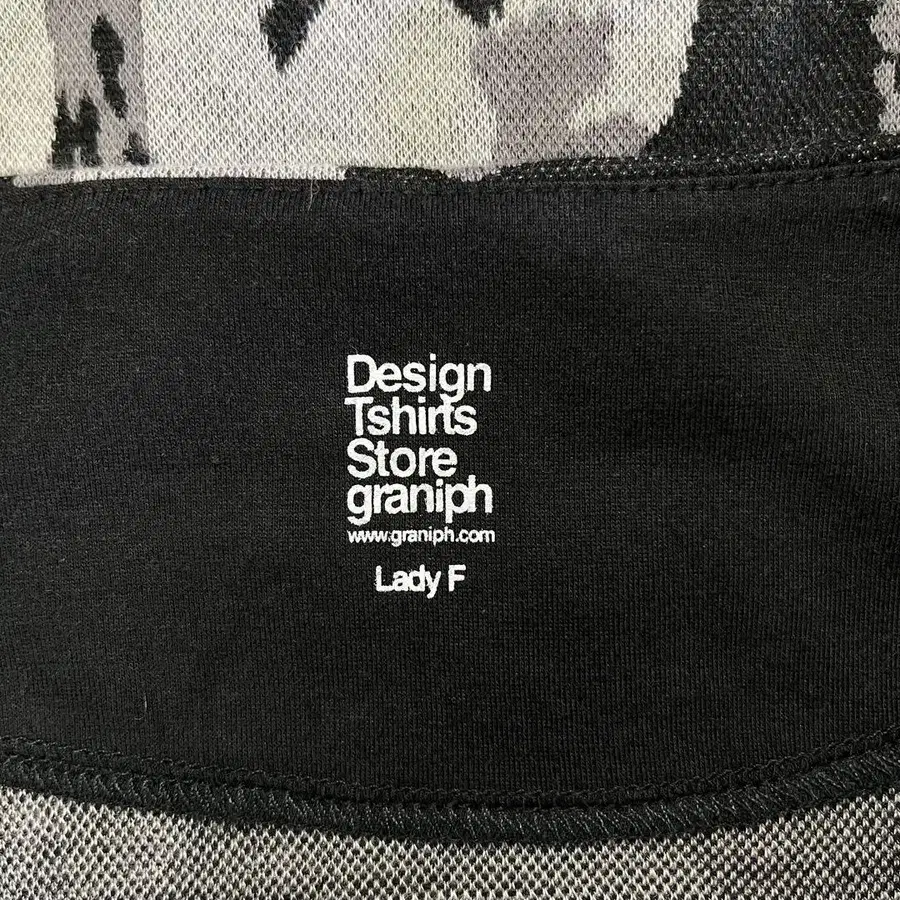 Design
Tshirts
Store
graniph
www.graniph.com
Lady F